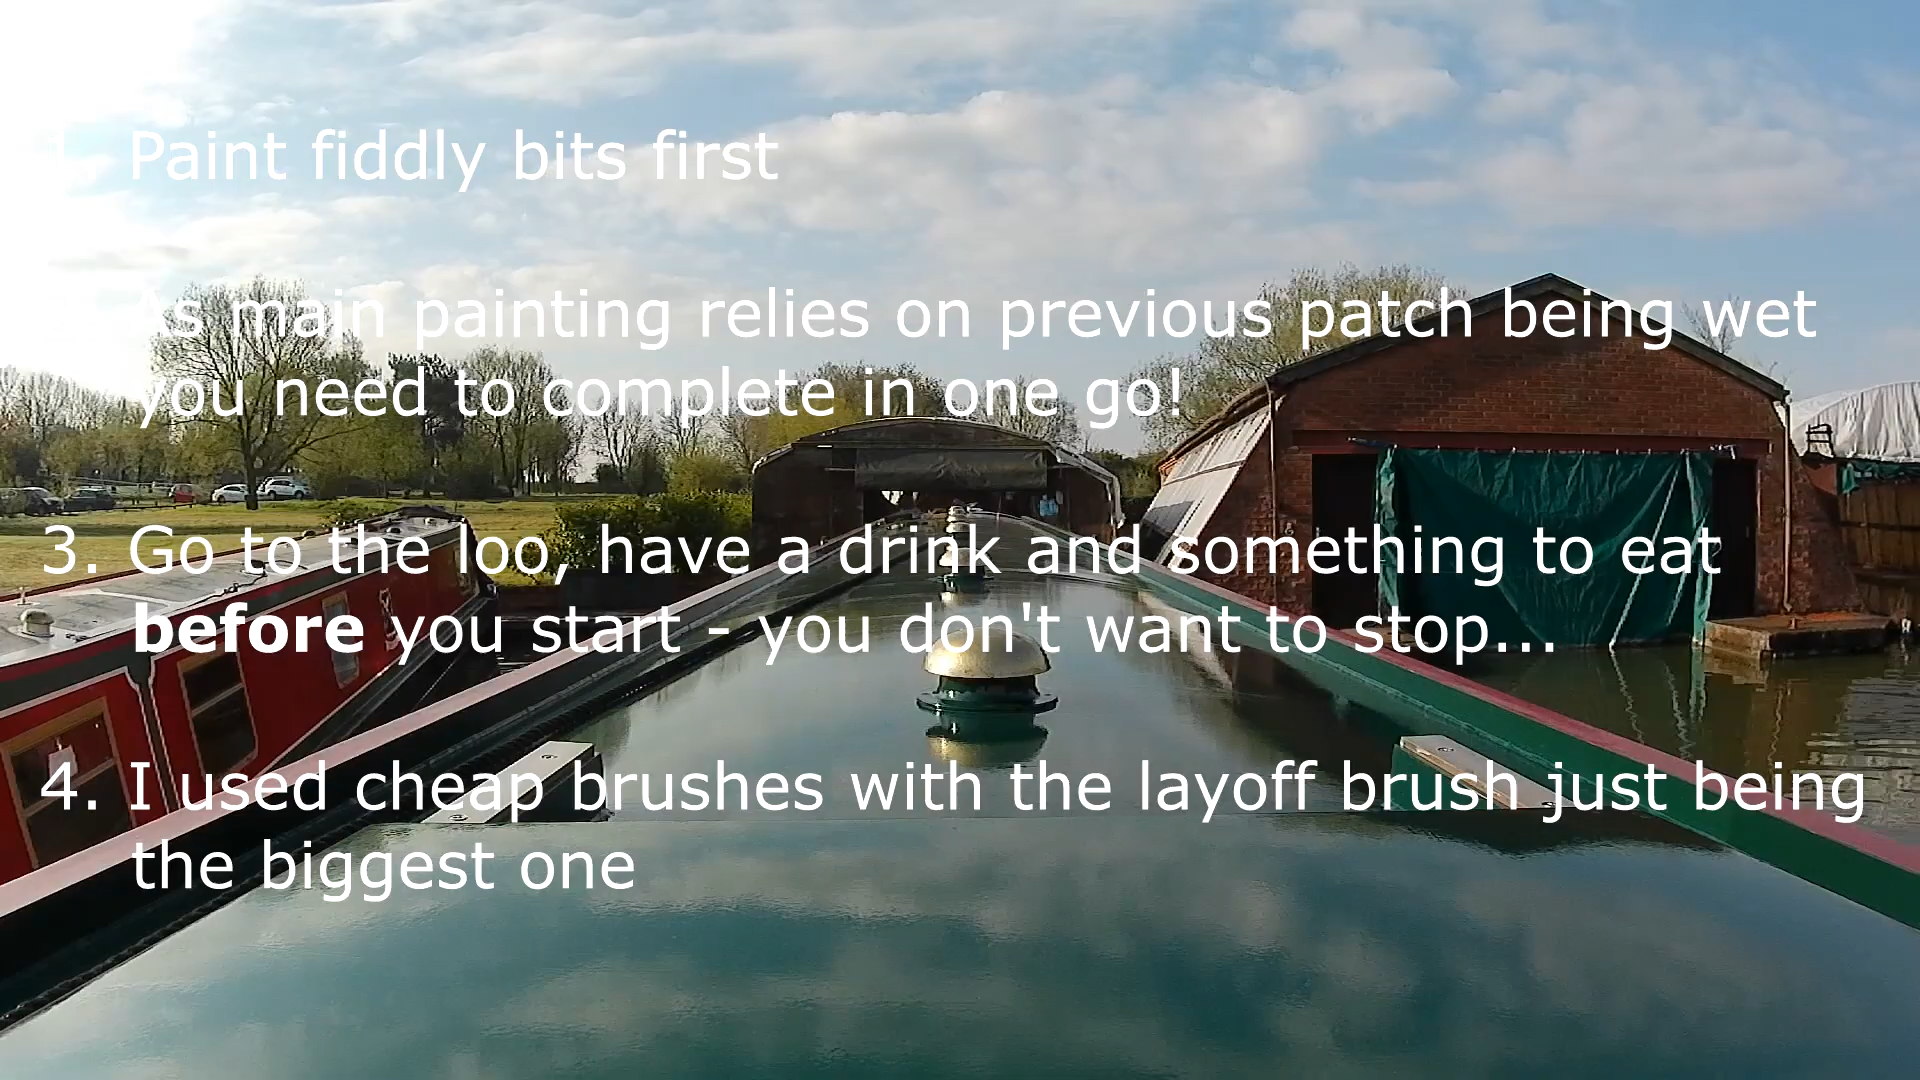 1. Paint fiddly bits first
As main painting relies on previous patch being wet
you need to complete in one go!
3. Go to the loo, have a drink and something to eat
before you start - you don't want to stop...
4. I used cheap brushes with the layoff brush just being
the biggest one